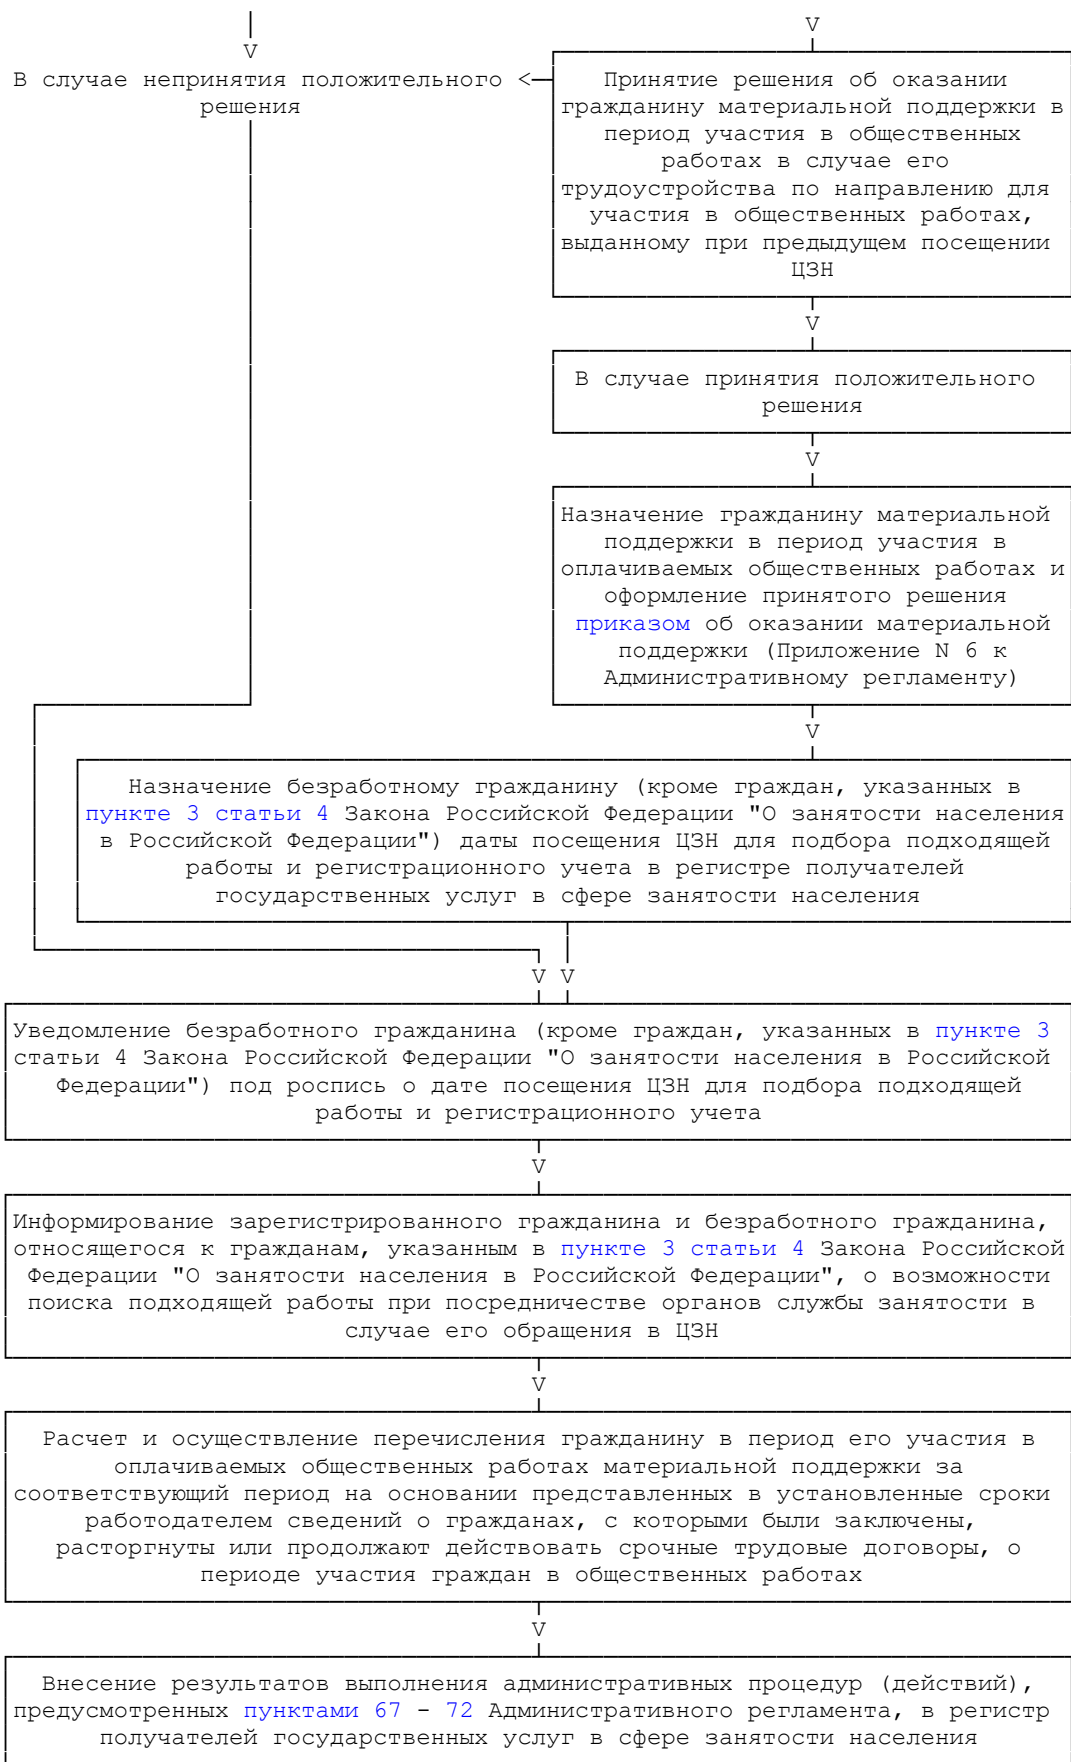 В случае непринятия положительного
решения
Принятие решения об оказании
гражданину материальной поддержки в
период участия в общественных
работах в случае его
трудоустройства по направлению для
участия в общественных работах,
выданному при предыдущем посещении
ЦЗН
В случае принятия положительного
решения
Назначение гражданину материальной
поддержки в период участия в
оплачиваемых общественных работах и
оформление принятого решения
приказом об оказании материальной
поддержки (Приложение N 6 к
Административному регламенту)
Назначение безработному гражданину (кроме граждан, указанных в
пункте 3 статьи 4 Закона Российской Федерации "О занятости населения
в Российской Федерации") даты посещения ЦЗН для подбора подходящей
работы и регистрационного учета в регистре получателей
государственных услуг в сфере занятости населения
Уведомление безработного гражданина (кроме граждан, указанных в пункте 3
статьи 4 Закона Российской Федерации "О занятости населения в Российской
Федерации") под роспись о дате посещения ЦЗН для подбора подходящей
работы и регистрационного учета
Информирование зарегистрированного гражданина и безработного гражданина,
относящегося к гражданам, указанным в пункте 3 статьи 4 Закона Российской
Федерации "О занятости населения в Российской Федерации", о возможности
поиска подходящей работы при посредничестве органов службы занятости в
случае его обращения в ЦЗН
Расчет и осуществление перечисления гражданину в период его участия в
оплачиваемых общественных работах материальной поддержки за
соответствующий период на основании представленных в установленные сроки
работодателем сведений о гражданах, с которыми были заключены,
расторгнуты или продолжают действовать срочные трудовые договоры, о
периоде участия граждан в общественных работах
Внесение результатов выполнения административных процедур (действий),
предусмотренных пунктами 67 - 72 Административного регламента, в регистр
получателей государственных услуг в сфере занятости населения